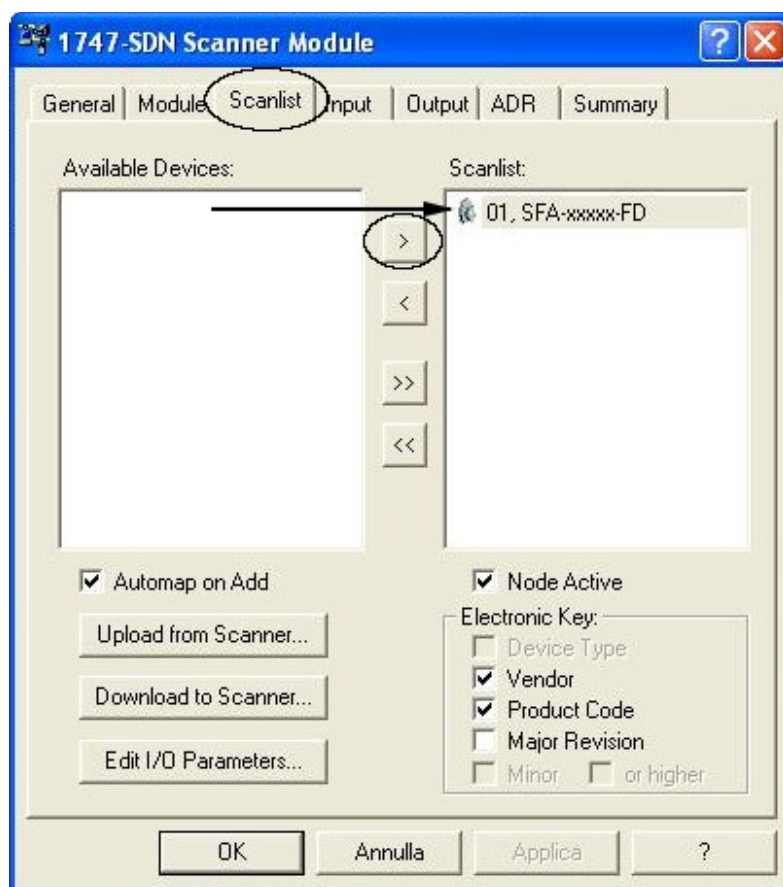 1747-SDN Scanner Module
?
General Module Scanlist Input Output ADR Summary
Available Devices:
Scanlist:
01, SFA-xxxxx-FD
>
<
>>
<<
Automap on Add
Upload from Scanner...
Download to Scanner...
Edit I/O Parameters...
Node Active
Electronic Key:
Device Type
Vendor
Product Code
Major Revision
Minor or higher
OK Annulla Applica ?